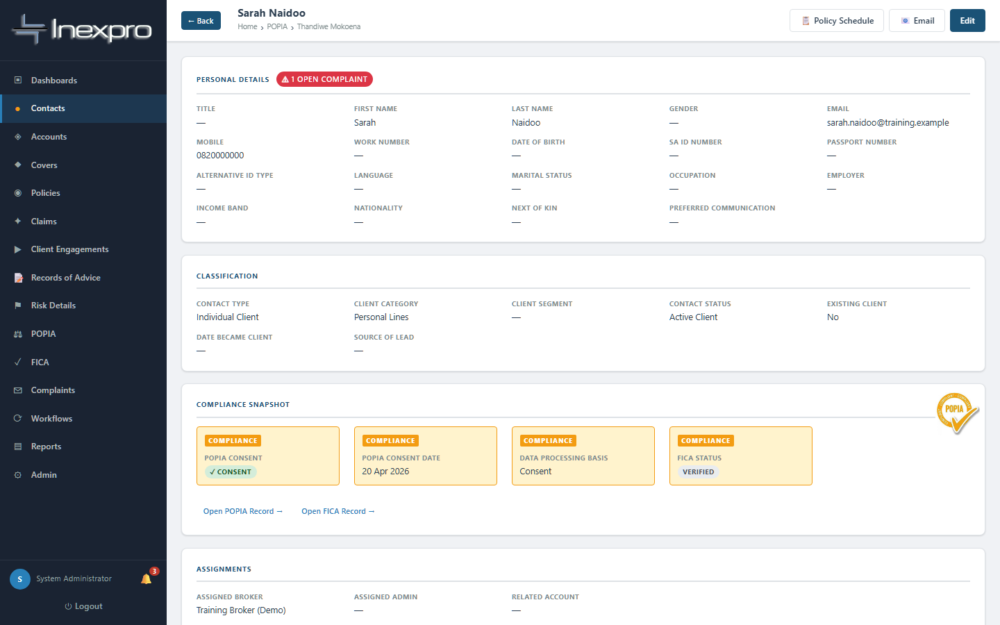 Inexpro
← Back
Sarah Naidoo
Home › POPIA › Thandiwe Mokoena
Policy Schedule
Email
Edit
Dashboards
Contacts
Accounts
Covers
Policies
Claims
Client Engagements
Records of Advice
Risk Details
POPIA
FICA
Complaints
Workflows
Reports
Admin
S
System Administrator
3
Logout
PERSONAL DETAILS ⚠ 1 OPEN COMPLAINT
TITLE FIRST NAME LAST NAME GENDER EMAIL
— Sarah Naidoo — sarah.naidoo@training.example
MOBILE WORK NUMBER DATE OF BIRTH SA ID NUMBER PASSPORT NUMBER
0820000000 — — — —
ALTERNATIVE ID TYPE LANGUAGE MARITAL STATUS OCCUPATION EMPLOYER
— — — — —
INCOME BAND NATIONALITY NEXT OF KIN PREFERRED COMMUNICATION
— — — —
CLASSIFICATION
CONTACT TYPE CLIENT CATEGORY CLIENT SEGMENT CONTACT STATUS EXISTING CLIENT
Individual Client Personal Lines — Active Client No
DATE BECAME CLIENT SOURCE OF LEAD
— —
COMPLIANCE SNAPSHOT
POPIA
COMPLIANCE COMPLIANCE COMPLIANCE COMPLIANCE
POPIA CONSENT POPIA CONSENT DATE DATA PROCESSING BASIS FICA STATUS
✓ CONSENT 20 Apr 2026 Consent VERIFIED
Open POPIA Record → Open FICA Record →
ASSIGNMENTS
ASSIGNED BROKER ASSIGNED ADMIN RELATED ACCOUNT
Training Broker (Demo) — —